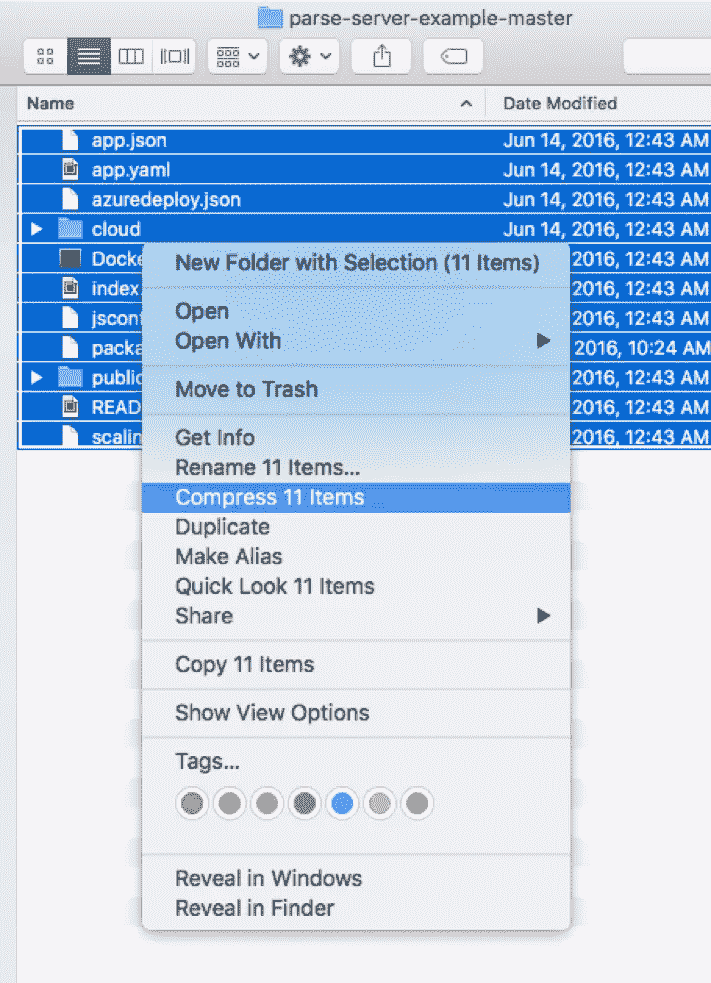 parse-server-example-master
Name Date Modified
app.json Jun 14, 2016, 12:43 AM
app.yaml Jun 14, 2016, 12:43 AM
azuredeploy.json Jun 14, 2016, 12:43 AM
cloud Jun 14, 2016, 12:43 AM
Docke 2016, 12:43 AM
New Folder with Selection (11 Items)
index 2016, 12:43 AM
Open
jscon 2016, 12:43 AM
Open With
packa 2016, 10:24 AM
public 2016, 12:43 AM
Move to Trash
READ 2016, 12:43 AM
scalin 2016, 12:43 AM
Get Info
Rename 11 Items...
Compress 11 Items
Duplicate
Make Alias
Quick Look 11 Items
Share
Copy 11 Items
Show View Options
Tags...
Reveal in Windows
Reveal in Finder